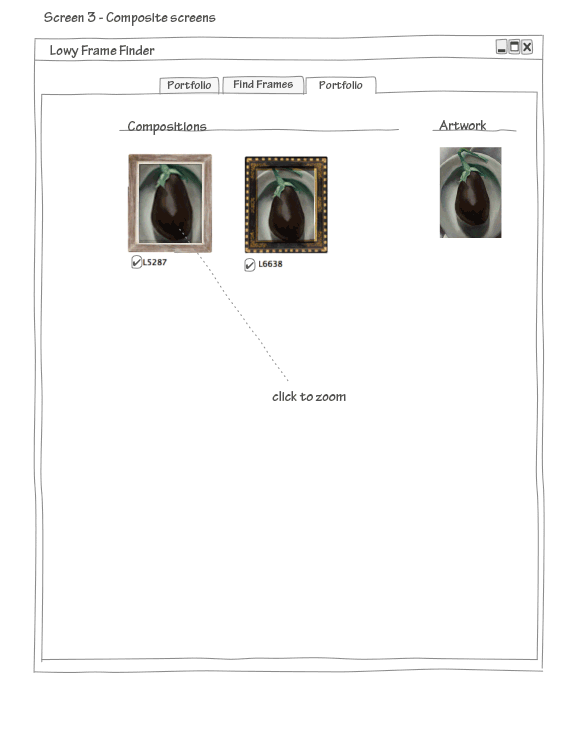 Screen 3 - Composite screens
Lowy Frame Finder
Portfolio
Find Frames
Portfolio
Compositions
Artwork
L5287
L6638
click to zoom